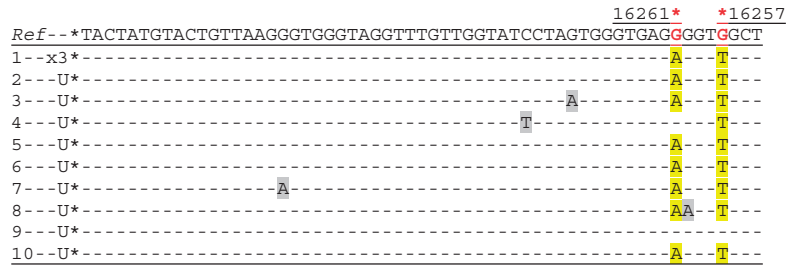 16261* *16257
Ref--*TACTATGTACTGTTAAGGGTGGGTAGGTTTGTTGGTATCCTAGTGGGTGAGGGGTGGCT
1--x3*---------------------------------------------------A---T---
2---U*---------------------------------------------------A---T---
3---U*------------------------------------------A--------A---T---
4---U*--------------------------------------T------------ ---T---
5---U*---------------------------------------------------A---T---
6---U*---------------------------------------------------A---T---
7---U*-----------------A---------------------------------A---T---
8---U*---------------------------------------------------AA--T---
9---U*--------------------------------------------------- --- ---
10--U*---------------------------------------------------A---T---